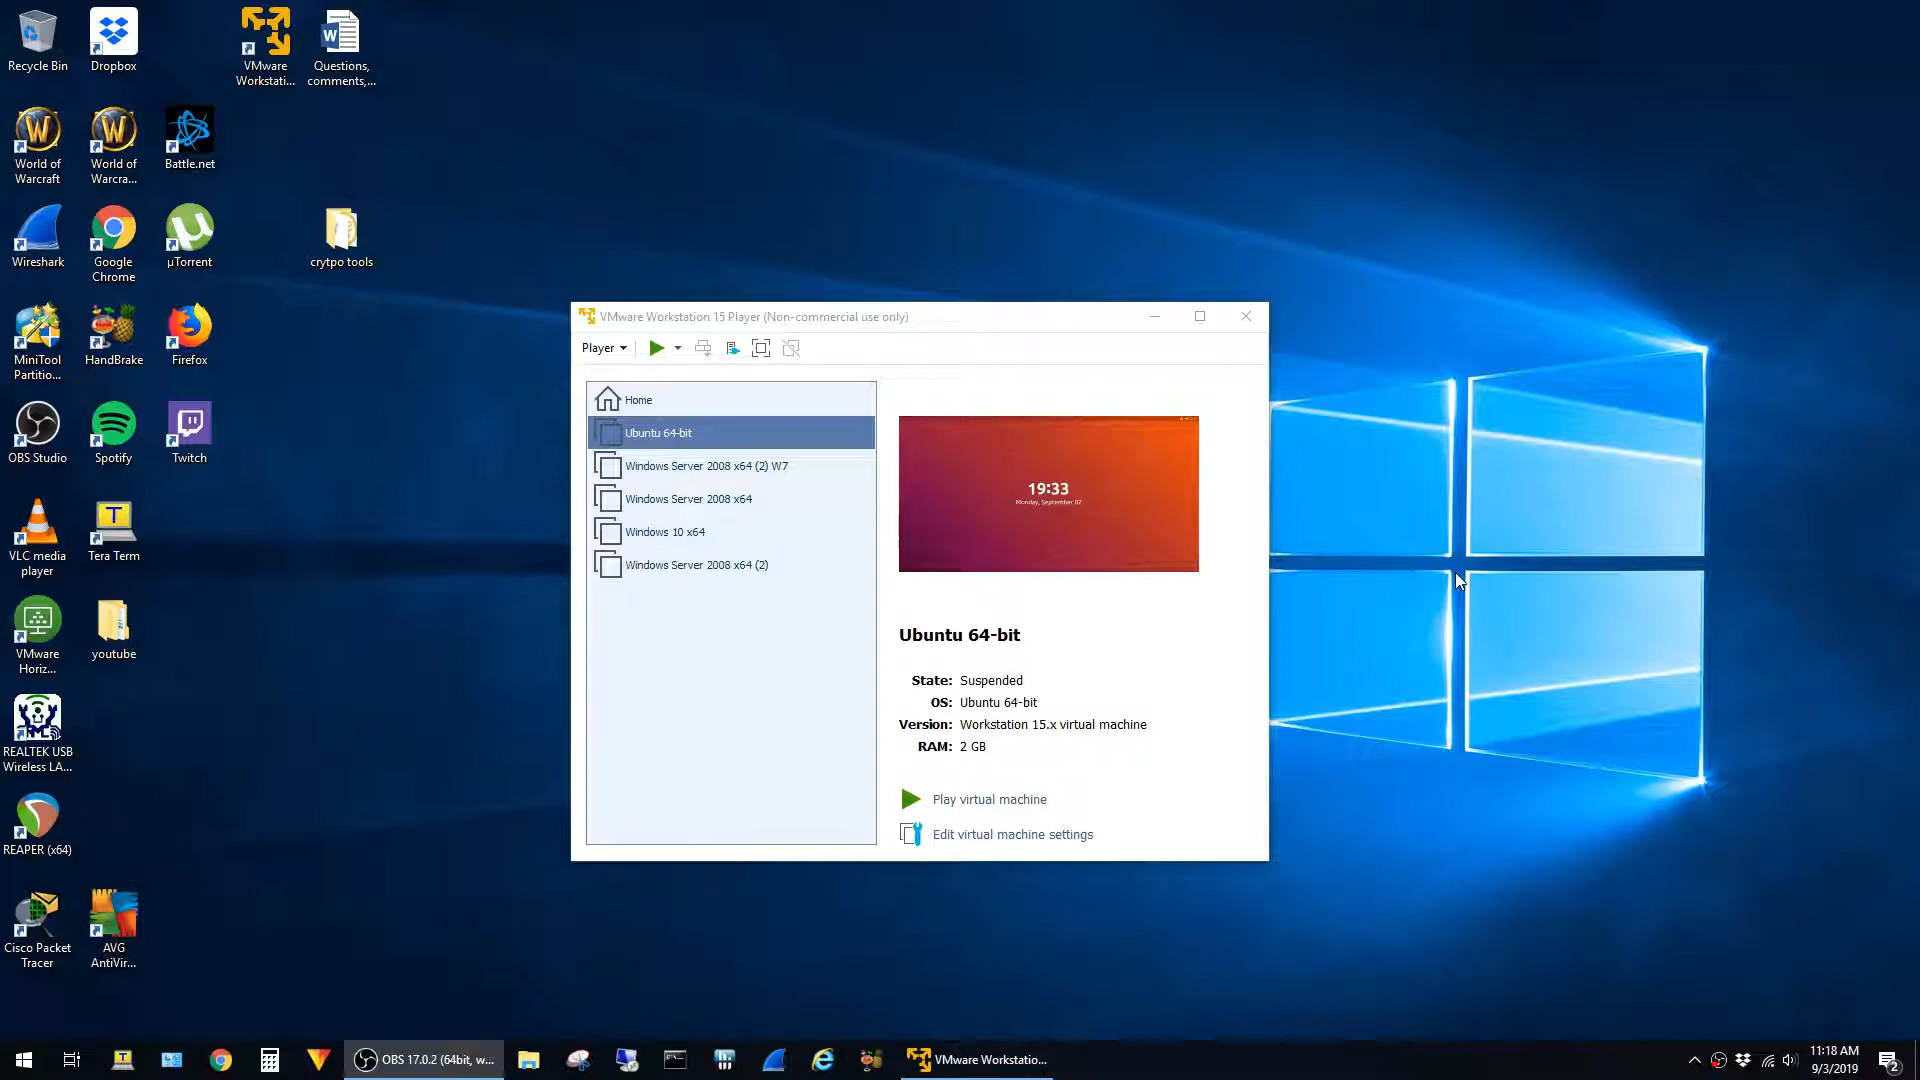 Recycle Bin
Dropbox
VMware
Workstati...
Questions,
comments,...
World of
Warcraft
World of
Warcra...
Battle.net
Wireshark
Google
Chrome
µTorrent
crytpo tools
MiniTool
Partitio...
HandBrake
Firefox
OBS Studio
Spotify
Twitch
VLC media
player
Tera Term
VMware
Horiz...
youtube
REALTEK USB
Wireless LA...
REAPER (x64)
Cisco Packet
Tracer
AVG
AntiVir...
VMware Workstation 15 Player (Non-commercial use only)
Player
Home
Ubuntu 64-bit
Windows Server 2008 x64 (2) W7
Windows Server 2008 x64
Windows 10 x64
Windows Server 2008 x64 (2)
19:33
Monday, September 02
Ubuntu 64-bit
State: Suspended
OS: Ubuntu 64-bit
Version: Workstation 15.x virtual machine
RAM: 2 GB
Play virtual machine
Edit virtual machine settings
OBS 17.0.2 (64bit, w...
VMware Workstatio...
11:18 AM
9/3/2019
2